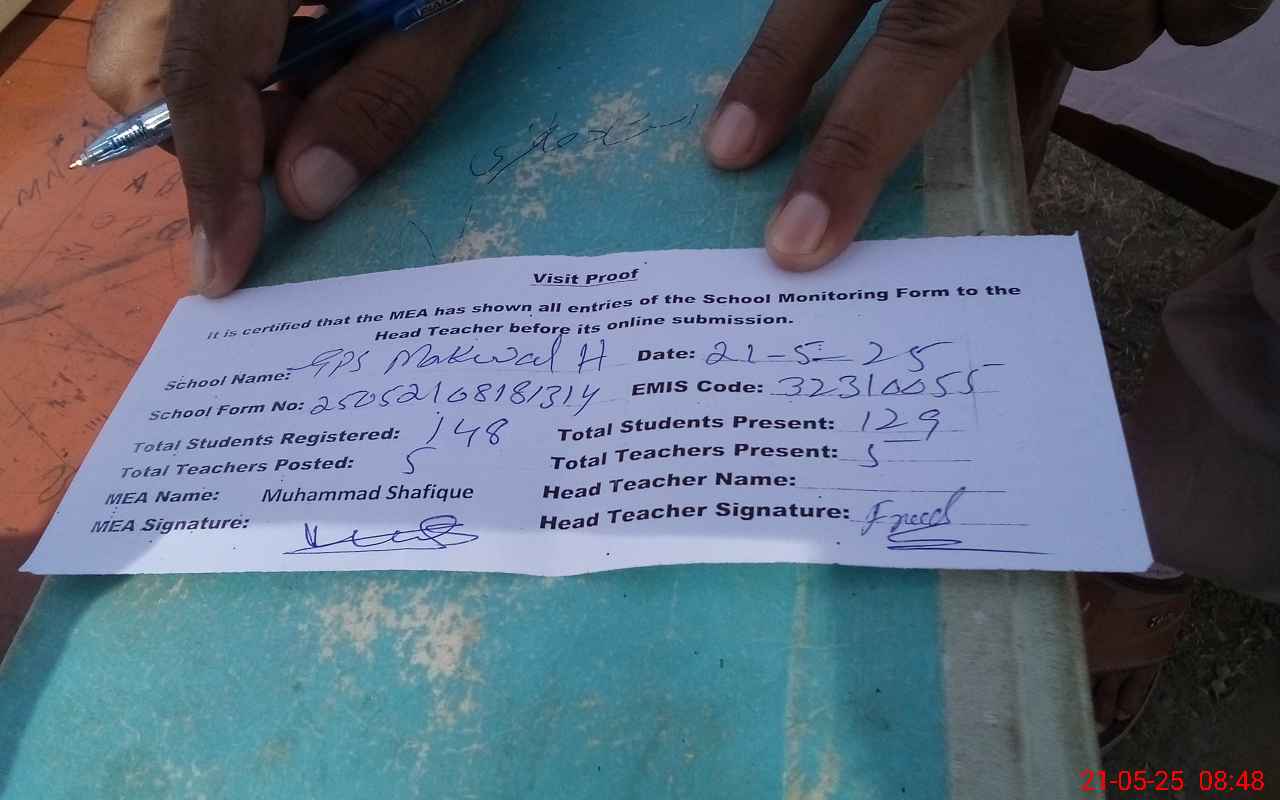 Visit Proof
It is certified that the MEA has shown all entries of the School Monitoring Form to the
Head Teacher before its online submission.
School Name: GPS Makwal H Date: 21-5-25
School Form No: 25052108181314 EMIS Code: 32310055
Total Students Registered: 148 Total Students Present: 129
Total Teachers Posted: 5 Total Teachers Present: 5
MEA Name: Muhammad Shafique Head Teacher Name:
MEA Signature: Head Teacher Signature:
21-05-25 08:48